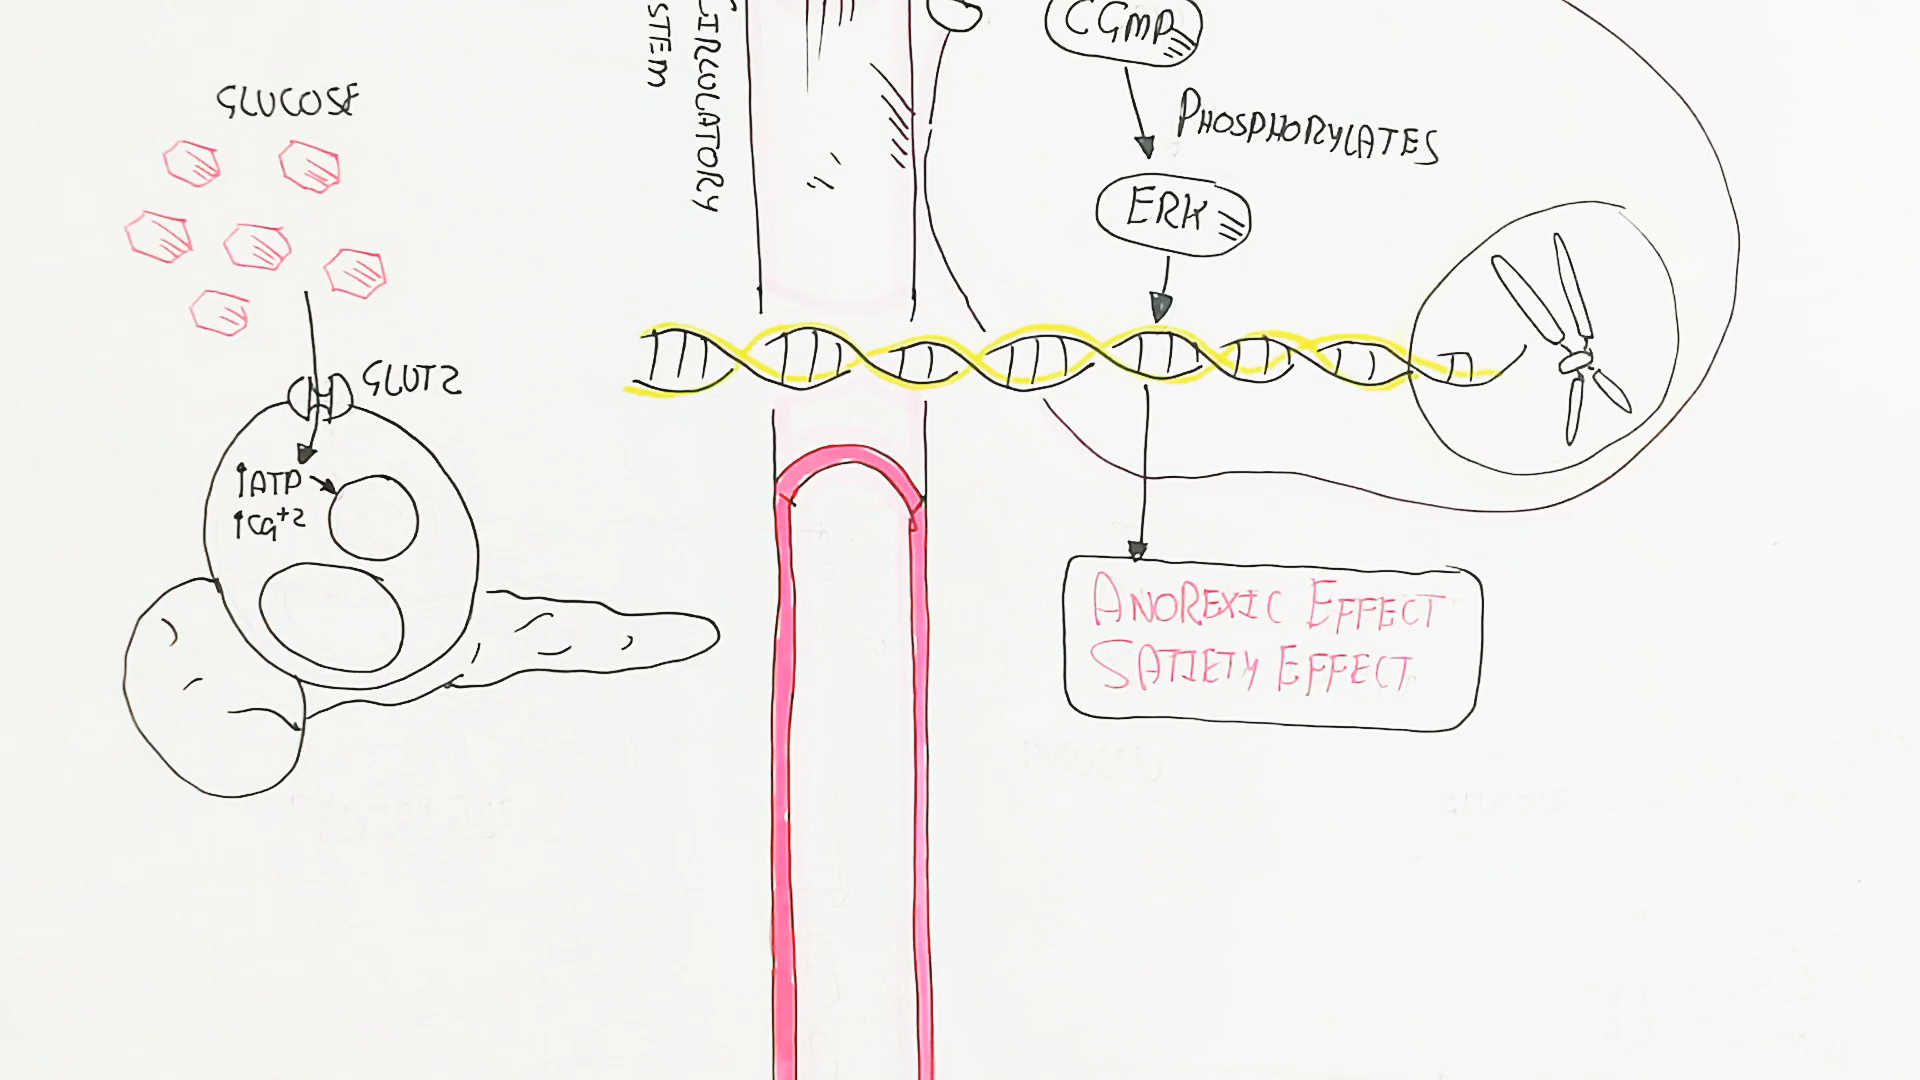 CGMP
STEM
CIRCULATORY
GLUCOSE
PHOSPHORYLATES
ERK
GLUT2
↑ATP
↑Ca+2
ANOREXIC EFFECT
SATIETY EFFECT